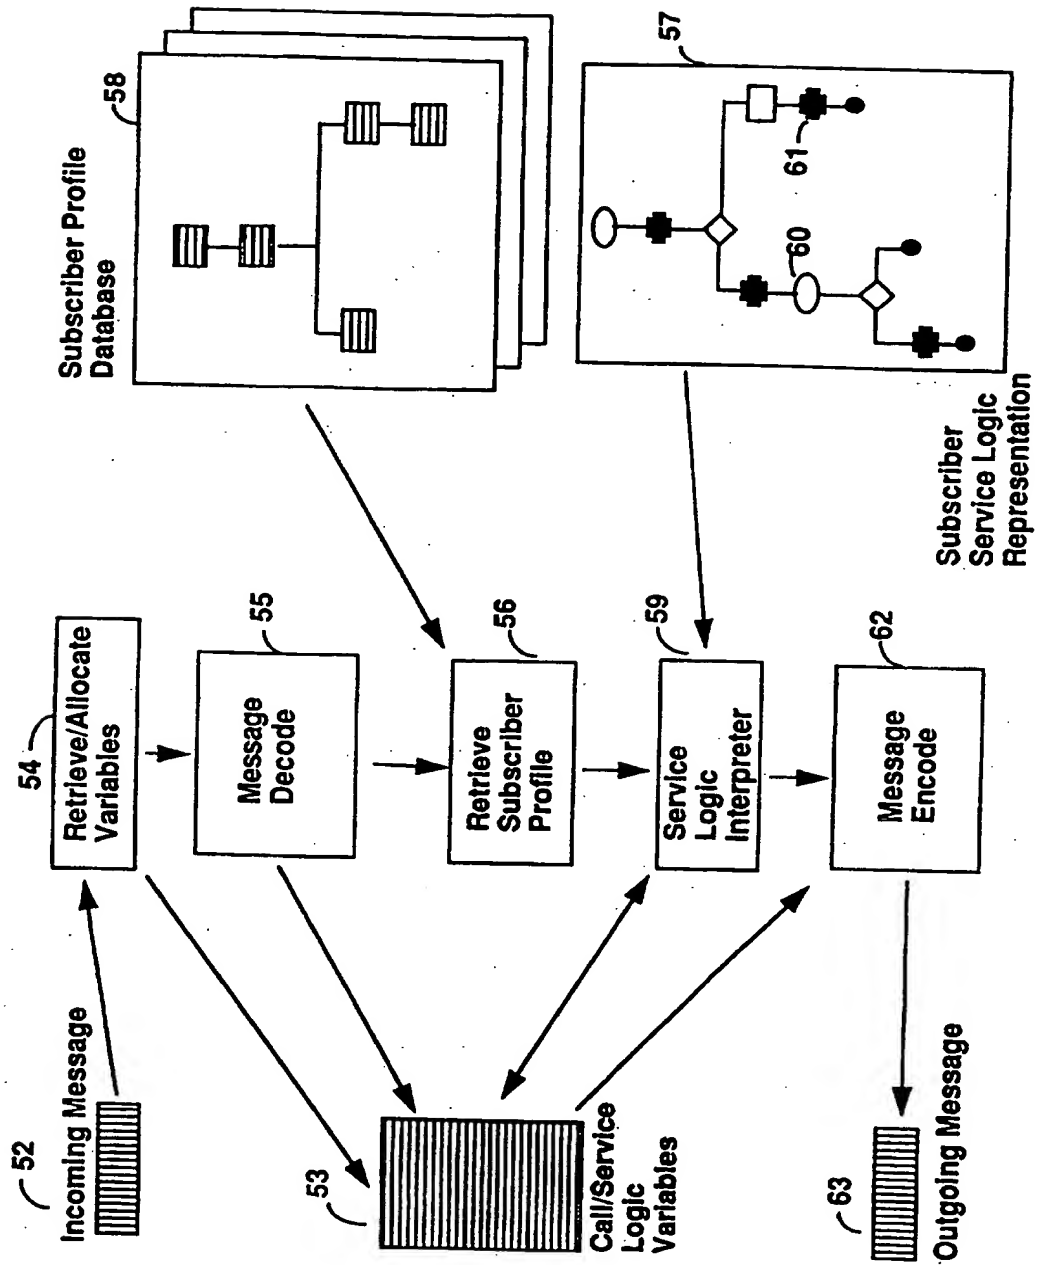 52
Incoming Message
54
Retrieve/Allocate
Variables
53
Call/Service
Logic
Variables
55
Message
Decode
58
Subscriber Profile
Database
56
Retrieve
Subscriber
Profile
59
Service
Logic
Interpreter
57
60
61
Subscriber
Service Logic
Representation
62
Message
Encode
63
Outgoing Message